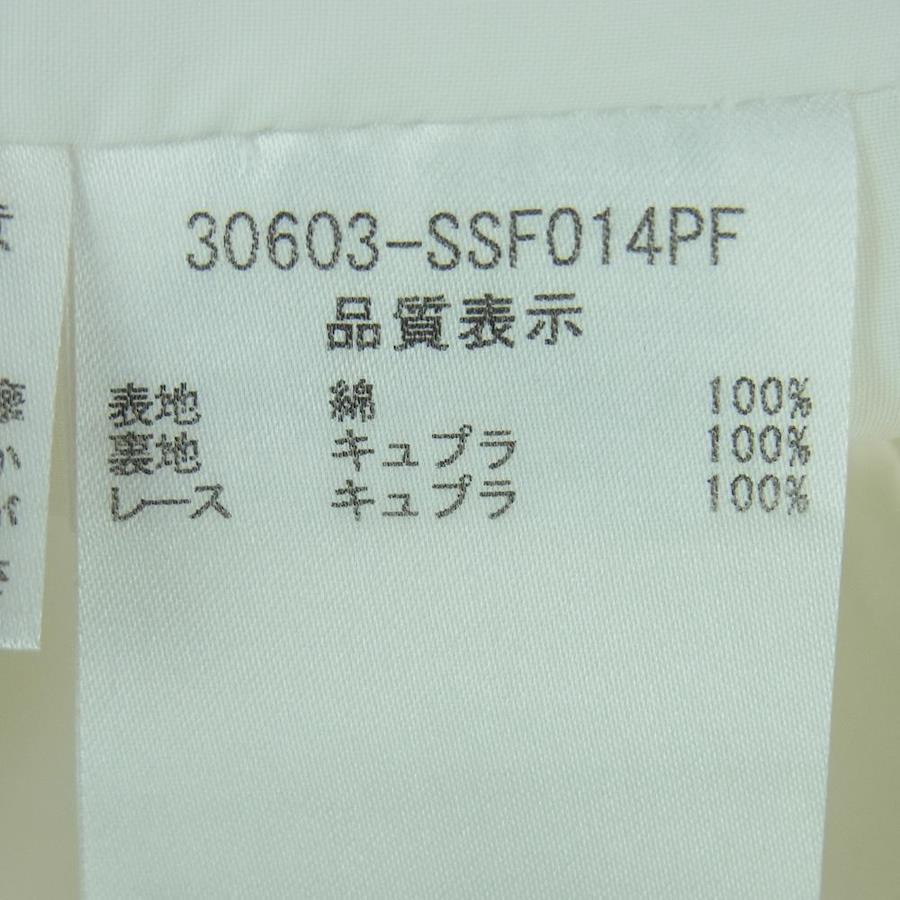 30603-SSF014PF
品質表示
表地 綿 100%
裏地 キュプラ 100%
レース キュプラ 100%